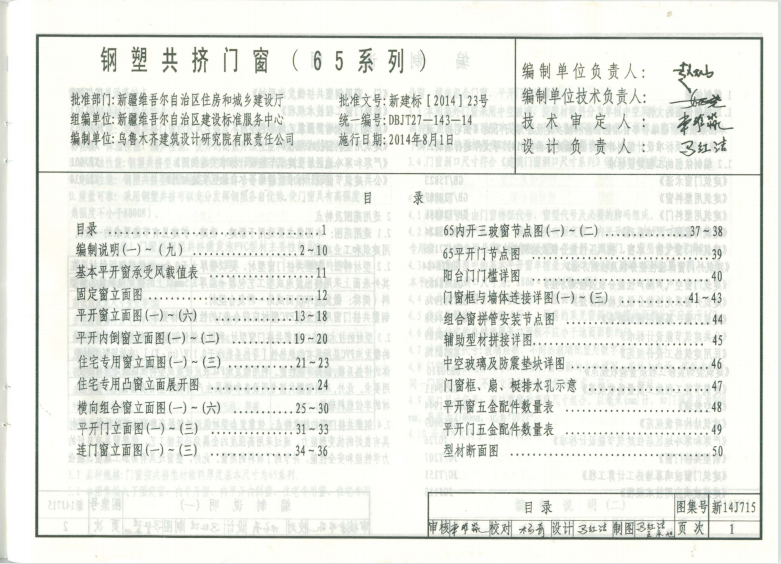 钢塑共挤门窗(65系列)
批准部门:新疆维吾尔自治区住房和城乡建设厅 批准文号:新建标[2014]23号
组编单位:新疆维吾尔自治区建设标准服务中心 统一编号:DBJT27-143-14
编制单位:乌鲁木齐建筑设计研究院有限责任公司 施行日期:2014年8月1日
编制单位负责人:
编制单位技术负责人:
技术审定人:
设计负责人:
目 录
目录 ................................1
编制说明(一)~(九) ................2~10
基本平开窗承受风载值表 ................11
固定窗立面图 ................12
平开窗立面图(一)~(六) ................13~18
平开内倒窗立面图(一)~(二) ................19~20
住宅专用窗立面图(一)~(三) ................21~23
住宅专用凸窗立面展开图 ................24
横向组合窗立面图(一)~(六) ................25~30
平开门立面图(一)~(三) ................31~33
连门窗立面图(一)~(三) ................34~36
65内开三玻窗节点图(一)~(二) ................37~38
65平开门节点图 ................39
阳台门门槛详图 ................40
门窗框与墙体连接详图(一)~(三) ................41~43
组合窗拼管安装节点图 ................44
辅助型材拼接详图 ................45
中空玻璃及防震垫块详图 ................46
门窗框、扇、梃排水孔示意 ................47
平开窗五金配件数量表 ................48
平开门五金配件数量表 ................49
型材断面图 ................50
目录 图集号 新14J715
审核 校对 设计 制图 页次 1